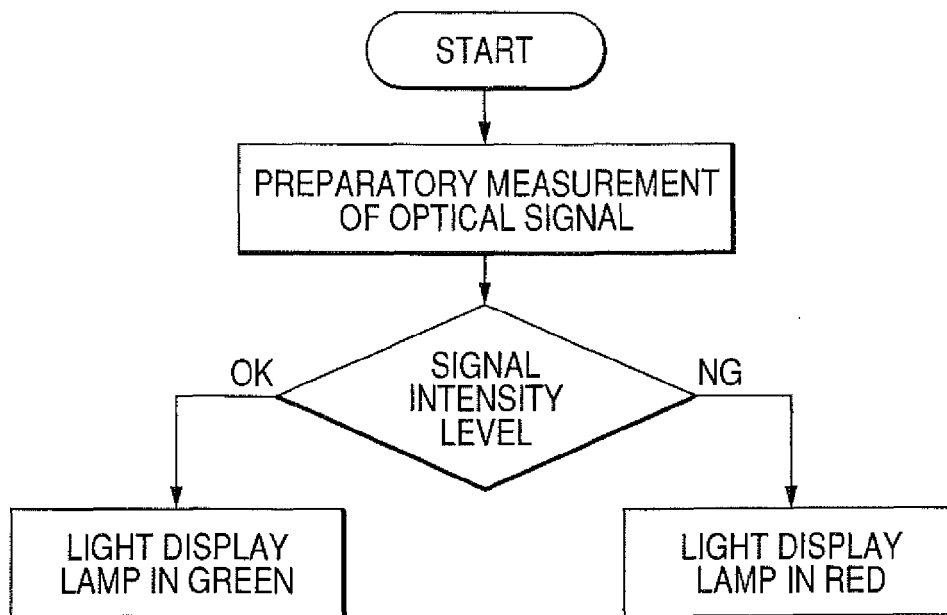 START
PREPARATORY MEASUREMENT
OF OPTICAL SIGNAL
OK
SIGNAL
INTENSITY
LEVEL
NG
LIGHT DISPLAY
LAMP IN GREEN
LIGHT DISPLAY
LAMP IN RED